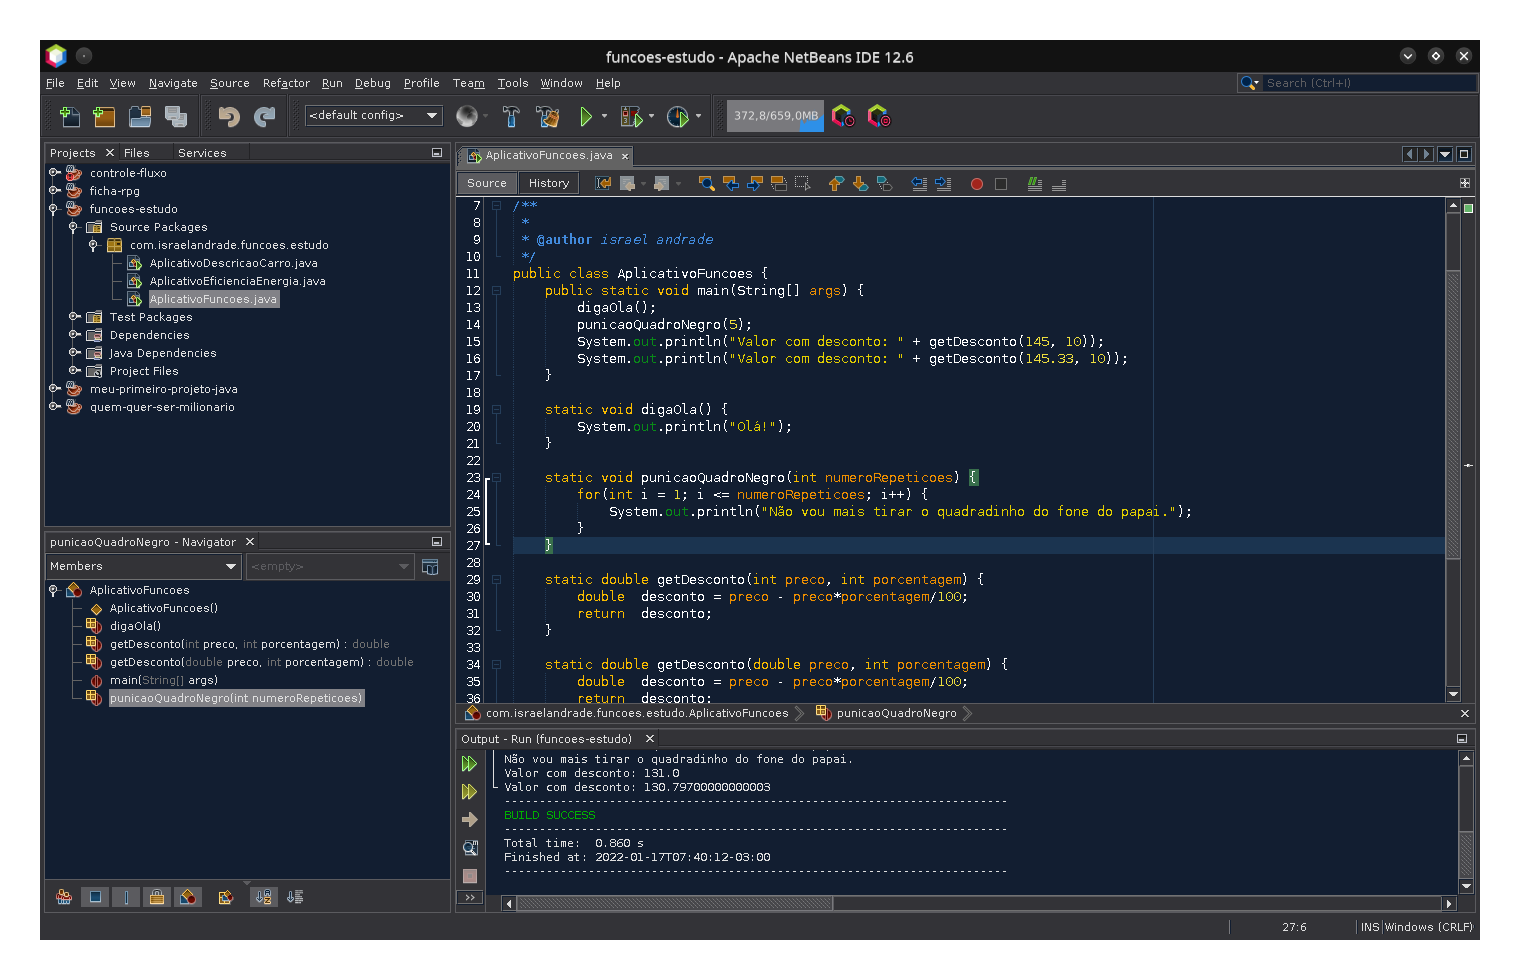 funcoes-estudo - Apache NetBeans IDE 12.6
File Edit View Navigate Source Refactor Run Debug Profile Team Tools Window Help
Search (Ctrl+I)
<default config>
372,8/659,0MB
Projects Files Services
controle-fluxo
ficha-rpg
funcoes-estudo
Source Packages
com.israelandrade.funcoes.estudo
AplicativoDescricaoCarro.java
AplicativoEficienciaEnergia.java
AplicativoFuncoes.java
Test Packages
Dependencies
Java Dependencies
Project Files
meu-primeiro-projeto-java
quem-quer-ser-milionario
punicaoQuadroNegro - Navigator
Members
<empty>
AplicativoFuncoes
AplicativoFuncoes()
digaOla()
getDesconto(int preco, int porcentagem) : double
getDesconto(double preco, int porcentagem) : double
main(String[] args)
punicaoQuadroNegro(int numeroRepeticoes)
AplicativoFuncoes.java
Source History
7 /**
8 *
9 * @author israel andrade
10 */
11 public class AplicativoFuncoes {
12 public static void main(String[] args) {
13 digaOla();
14 punicaoQuadroNegro(5);
15 System.out.println("Valor com desconto: " + getDesconto(145, 10));
16 System.out.println("Valor com desconto: " + getDesconto(145.33, 10));
17 }
18
19 static void digaOla() {
20 System.out.println("Olá!");
21 }
22
23 static void punicaoQuadroNegro(int numeroRepeticoes) {
24 for(int i = 1; i <= numeroRepeticoes; i++) {
25 System.out.println("Não vou mais tirar o quadradinho do fone do papai.");
26 }
27 }
28
29 static double getDesconto(int preco, int porcentagem) {
30 double desconto = preco - preco*porcentagem/100;
31 return desconto;
32 }
33
34 static double getDesconto(double preco, int porcentagem) {
35 double desconto = preco - preco*porcentagem/100;
36 return desconto;
com.israelandrade.funcoes.estudo.AplicativoFuncoes punicaoQuadroNegro
Output - Run (funcoes-estudo)
Não vou mais tirar o quadradinho do fone do papai.
Valor com desconto: 131.0
Valor com desconto: 130.79700000000003
------------------------------------------------------------------------
BUILD SUCCESS
------------------------------------------------------------------------
Total time:  0.860 s
Finished at: 2022-01-17T07:40:12-03:00
------------------------------------------------------------------------
27:6 INS Windows (CRLF)